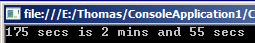 file:///E:/Thomas/ConsoleApplication1/C
175 secs is 2 mins and 55 secs